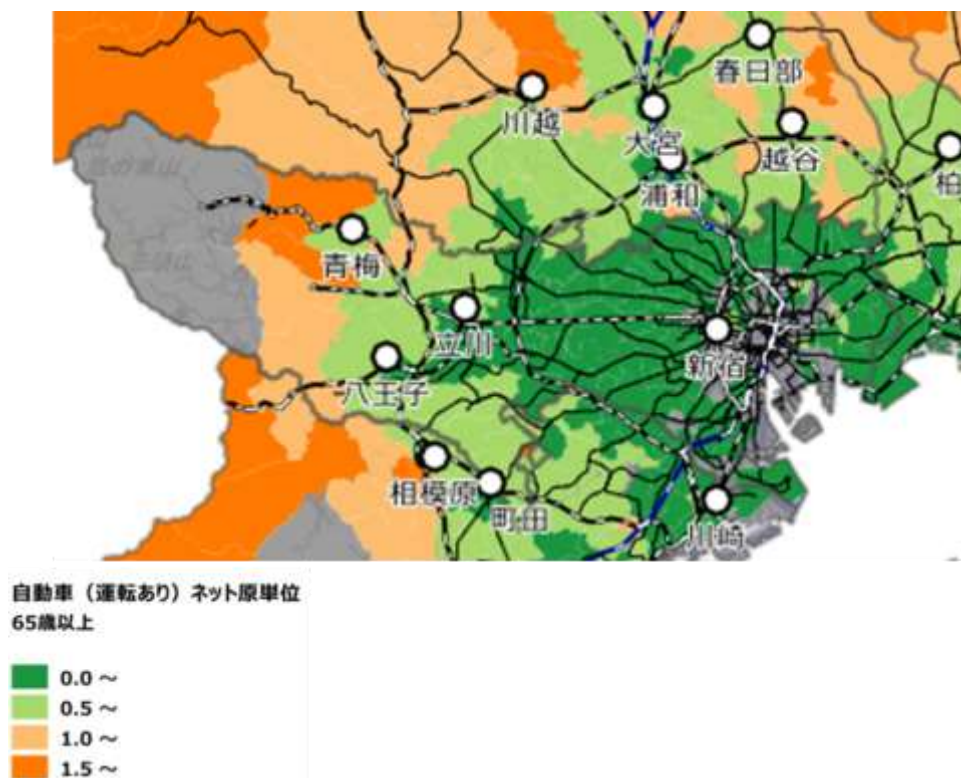 春日部
川越
大宮
越谷
浦和
柏
青梅
立川
新宿
八王子
相模原
町田
川崎
自動車（運転あり）ネット原単位
65歳以上
0.0 ～
0.5 ～
1.0 ～
1.5 ～